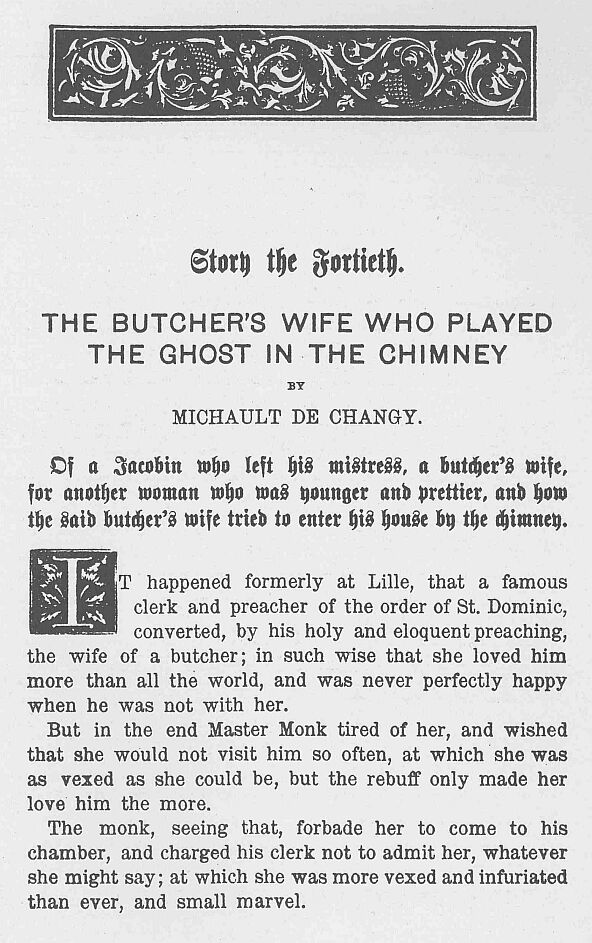 Story the Fortieth.
THE BUTCHER'S WIFE WHO PLAYED
THE GHOST IN THE CHIMNEY
BY
MICHAULT DE CHANGY.
Of a Jacobin who left his mistress, a butcher's wife,
for another woman who was younger and prettier, and how
the said butcher's wife tried to enter his house by the chimney.
IT happened formerly at Lille, that a famous
clerk and preacher of the order of St. Dominic,
converted, by his holy and eloquent preaching,
the wife of a butcher; in such wise that she loved him
more than all the world, and was never perfectly happy
when he was not with her.
But in the end Master Monk tired of her, and wished
that she would not visit him so often, at which she was
as vexed as she could be, but the rebuff only made her
love him the more.
The monk, seeing that, forbade her to come to his
chamber, and charged his clerk not to admit her, whatever
she might say; at which she was more vexed and infuriated
than ever, and small marvel.